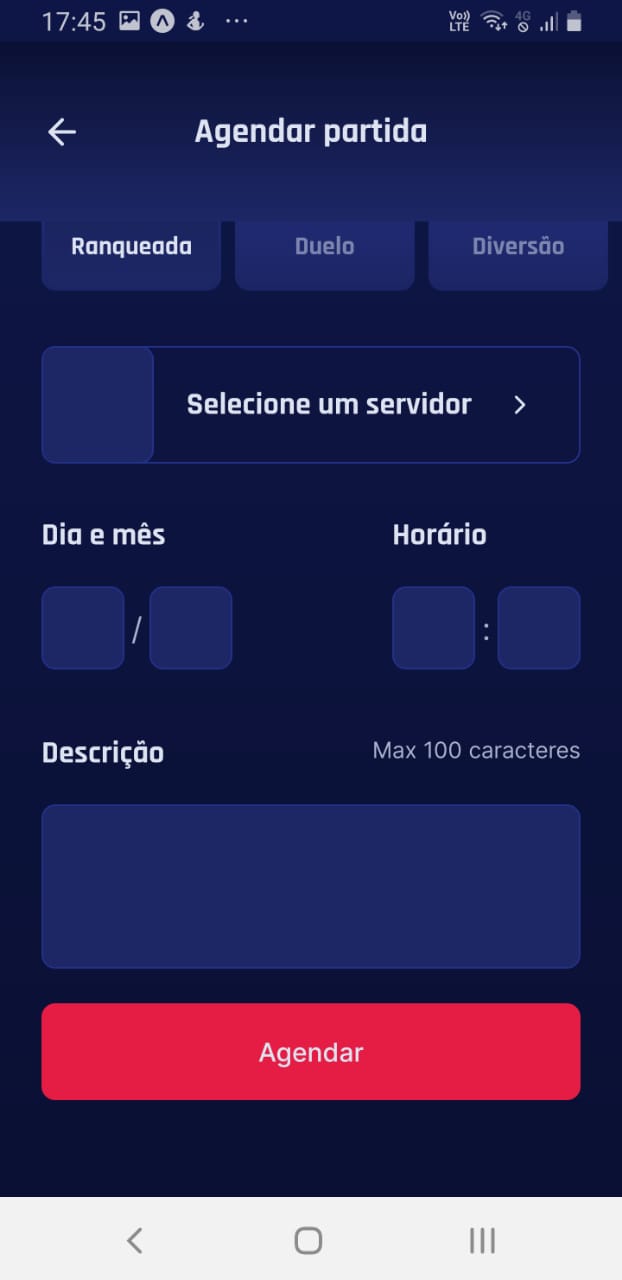 17:45
Vo)) LTE 4G
Agendar partida
Ranqueada Duelo Diversão
Selecione um servidor
Dia e mês Horário
/ :
Descrição Max 100 caracteres
Agendar